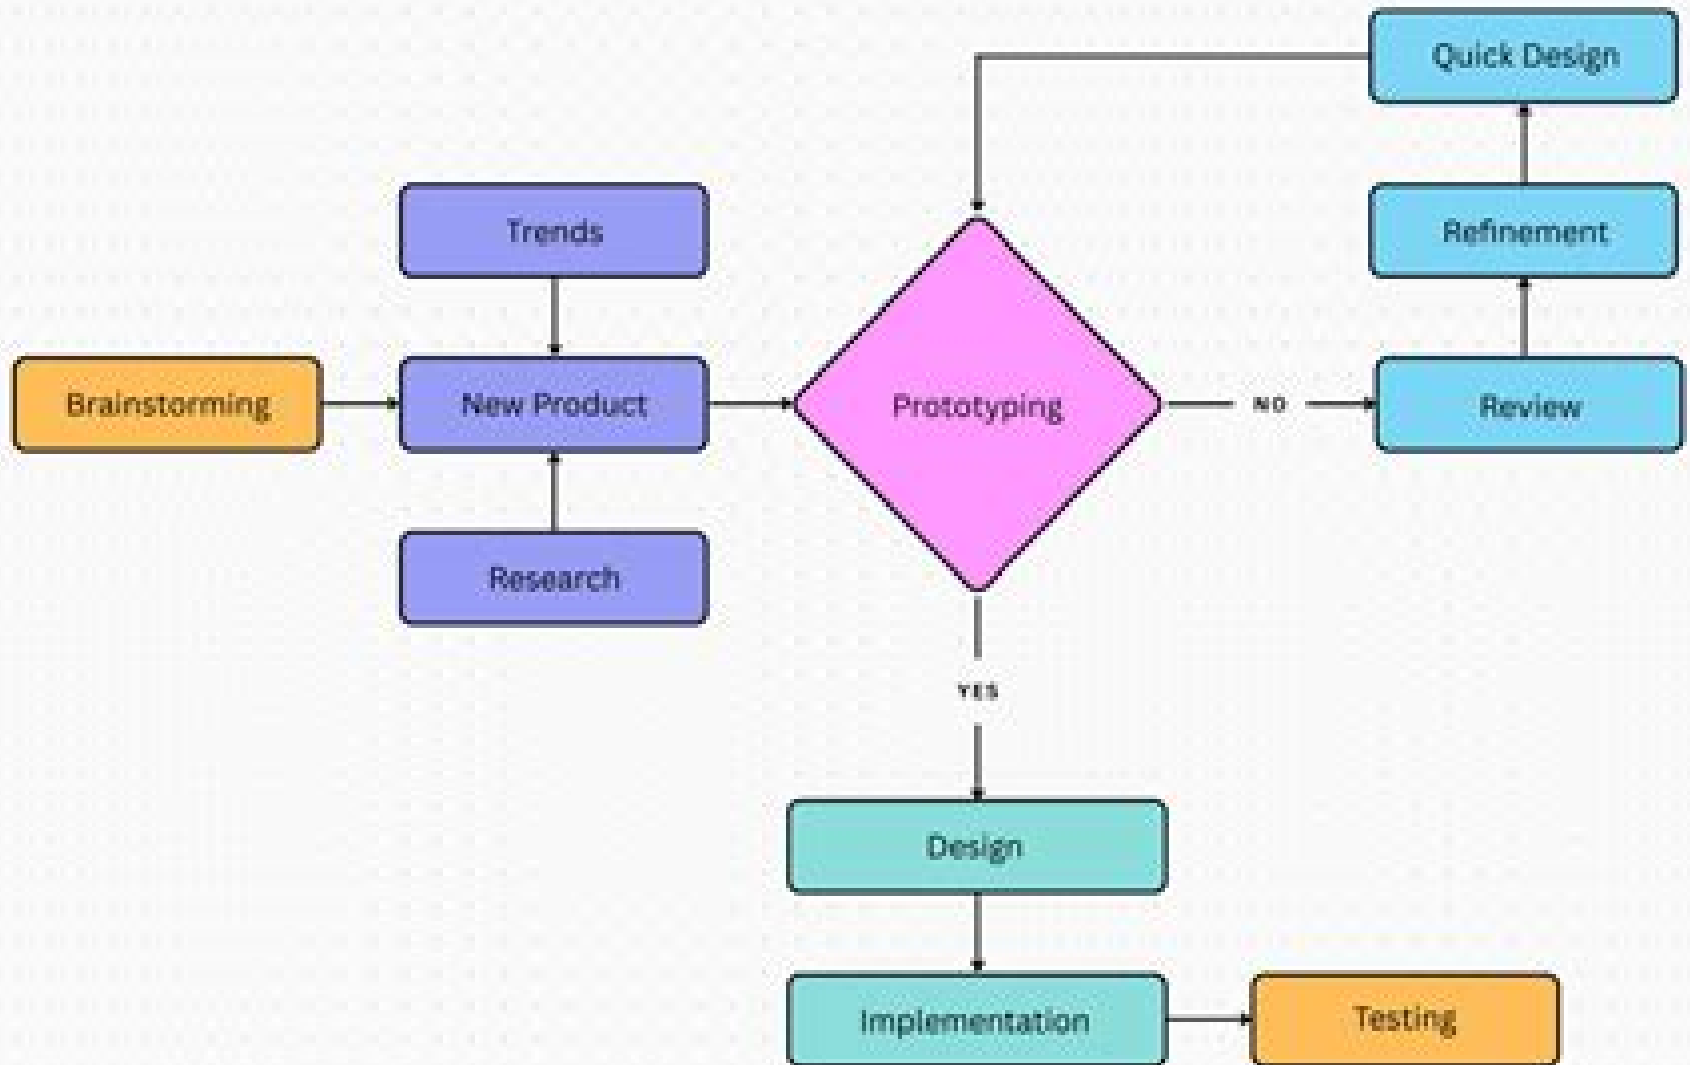 Quick Design
Trends
Refinement
Brainstorming
New Product
Prototyping
NO
Review
Research
YES
Design
Implementation
Testing